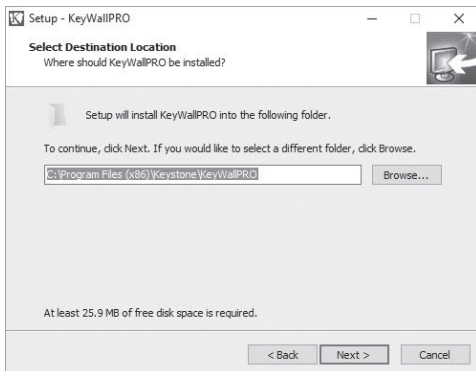 Setup - KeyWallPRO
Select Destination Location
Where should KeyWallPRO be installed?
Setup will install KeyWallPRO into the following folder.
To continue, click Next. If you would like to select a different folder, click Browse.
C:\Program Files (x86)\Keystone\KeyWallPRO
Browse...
At least 25.9 MB of free disk space is required.
< Back
Next >
Cancel